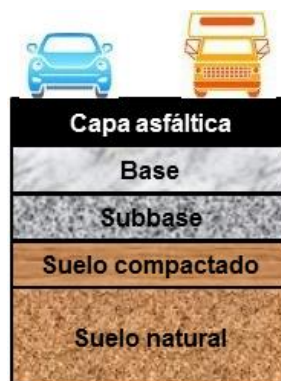 Capa asfáltica
Base
Subbase
Suelo compactado
Suelo natural